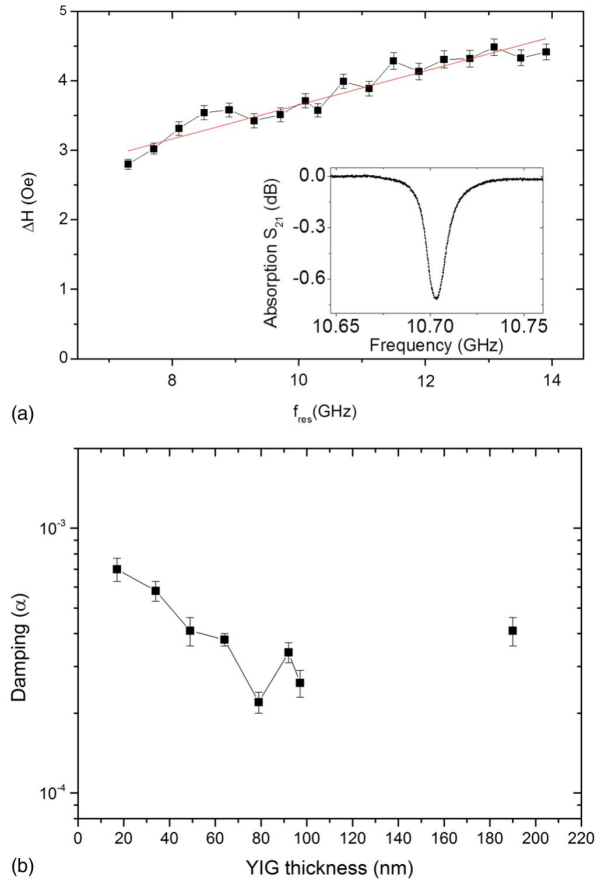 5
4
3
2
1
0
ΔH (Oe)
8 10 12 14
f_res(GHz)
0.0
-0.3
-0.6
Absorption S_21 (dB)
10.65 10.70 10.75
Frequency (GHz)
(a)
10^-3
10^-4
Damping (α)
0 20 40 60 80 100 120 140 160 180 200 220
YIG thickness (nm)
(b)